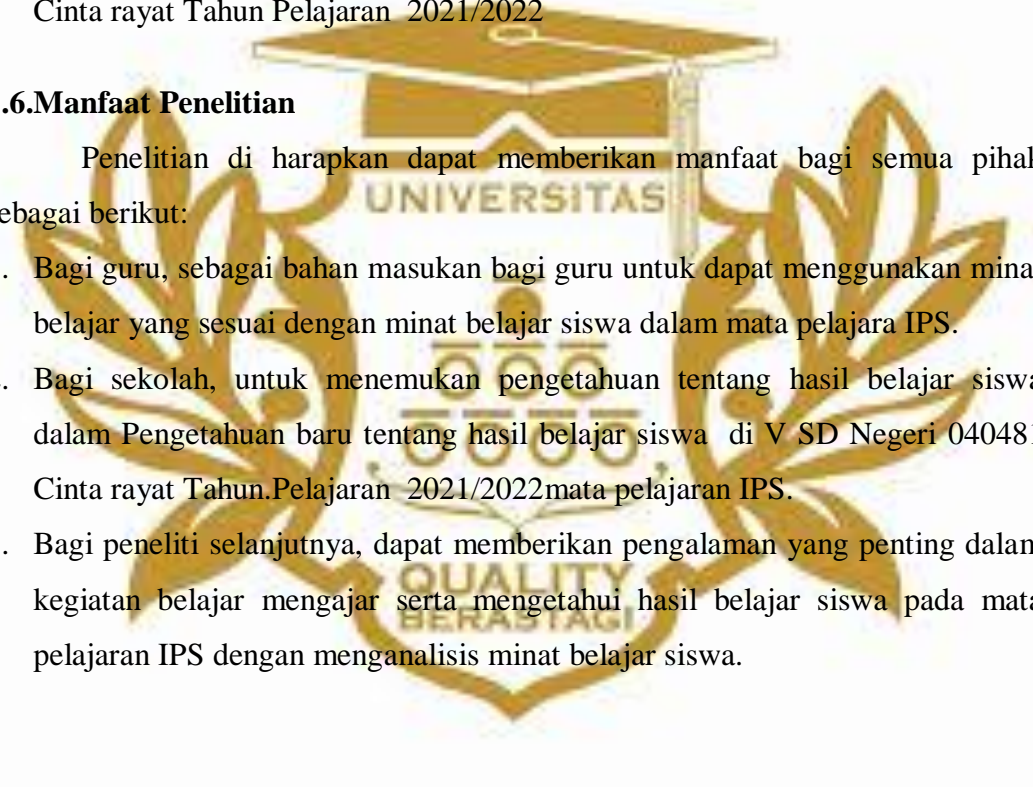 Cinta rayat Tahun Pelajaran 2021/2022
.6.Manfaat Penelitian
Penelitian di harapkan dapat memberikan manfaat bagi semua pihak
ebagai berikut:
. Bagi guru, sebagai bahan masukan bagi guru untuk dapat menggunakan mina
belajar yang sesuai dengan minat belajar siswa dalam mata pelajara IPS.
. Bagi sekolah, untuk menemukan pengetahuan tentang hasil belajar siswa
dalam Pengetahuan baru tentang hasil belajar siswa di V SD Negeri 040481
Cinta rayat Tahun.Pelajaran 2021/2022mata pelajaran IPS.
. Bagi peneliti selanjutnya, dapat memberikan pengalaman yang penting dalam
kegiatan belajar mengajar serta mengetahui hasil belajar siswa pada mata
pelajaran IPS dengan menganalisis minat belajar siswa.
UNIVERSITAS
QUALITY
BERASTAGI